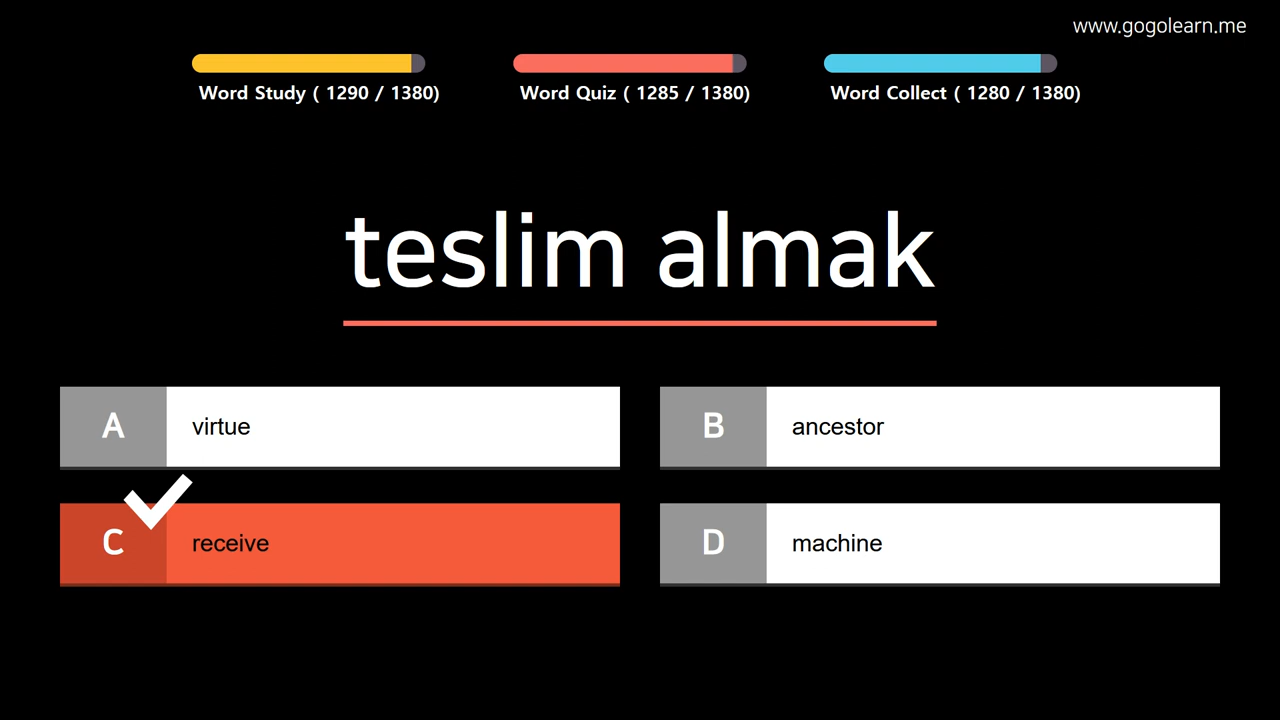 www.gogolearn.me
Word Study ( 1290 / 1380)
Word Quiz ( 1285 / 1380)
Word Collect ( 1280 / 1380)
teslim almak
A virtue
B ancestor
C receive
D machine